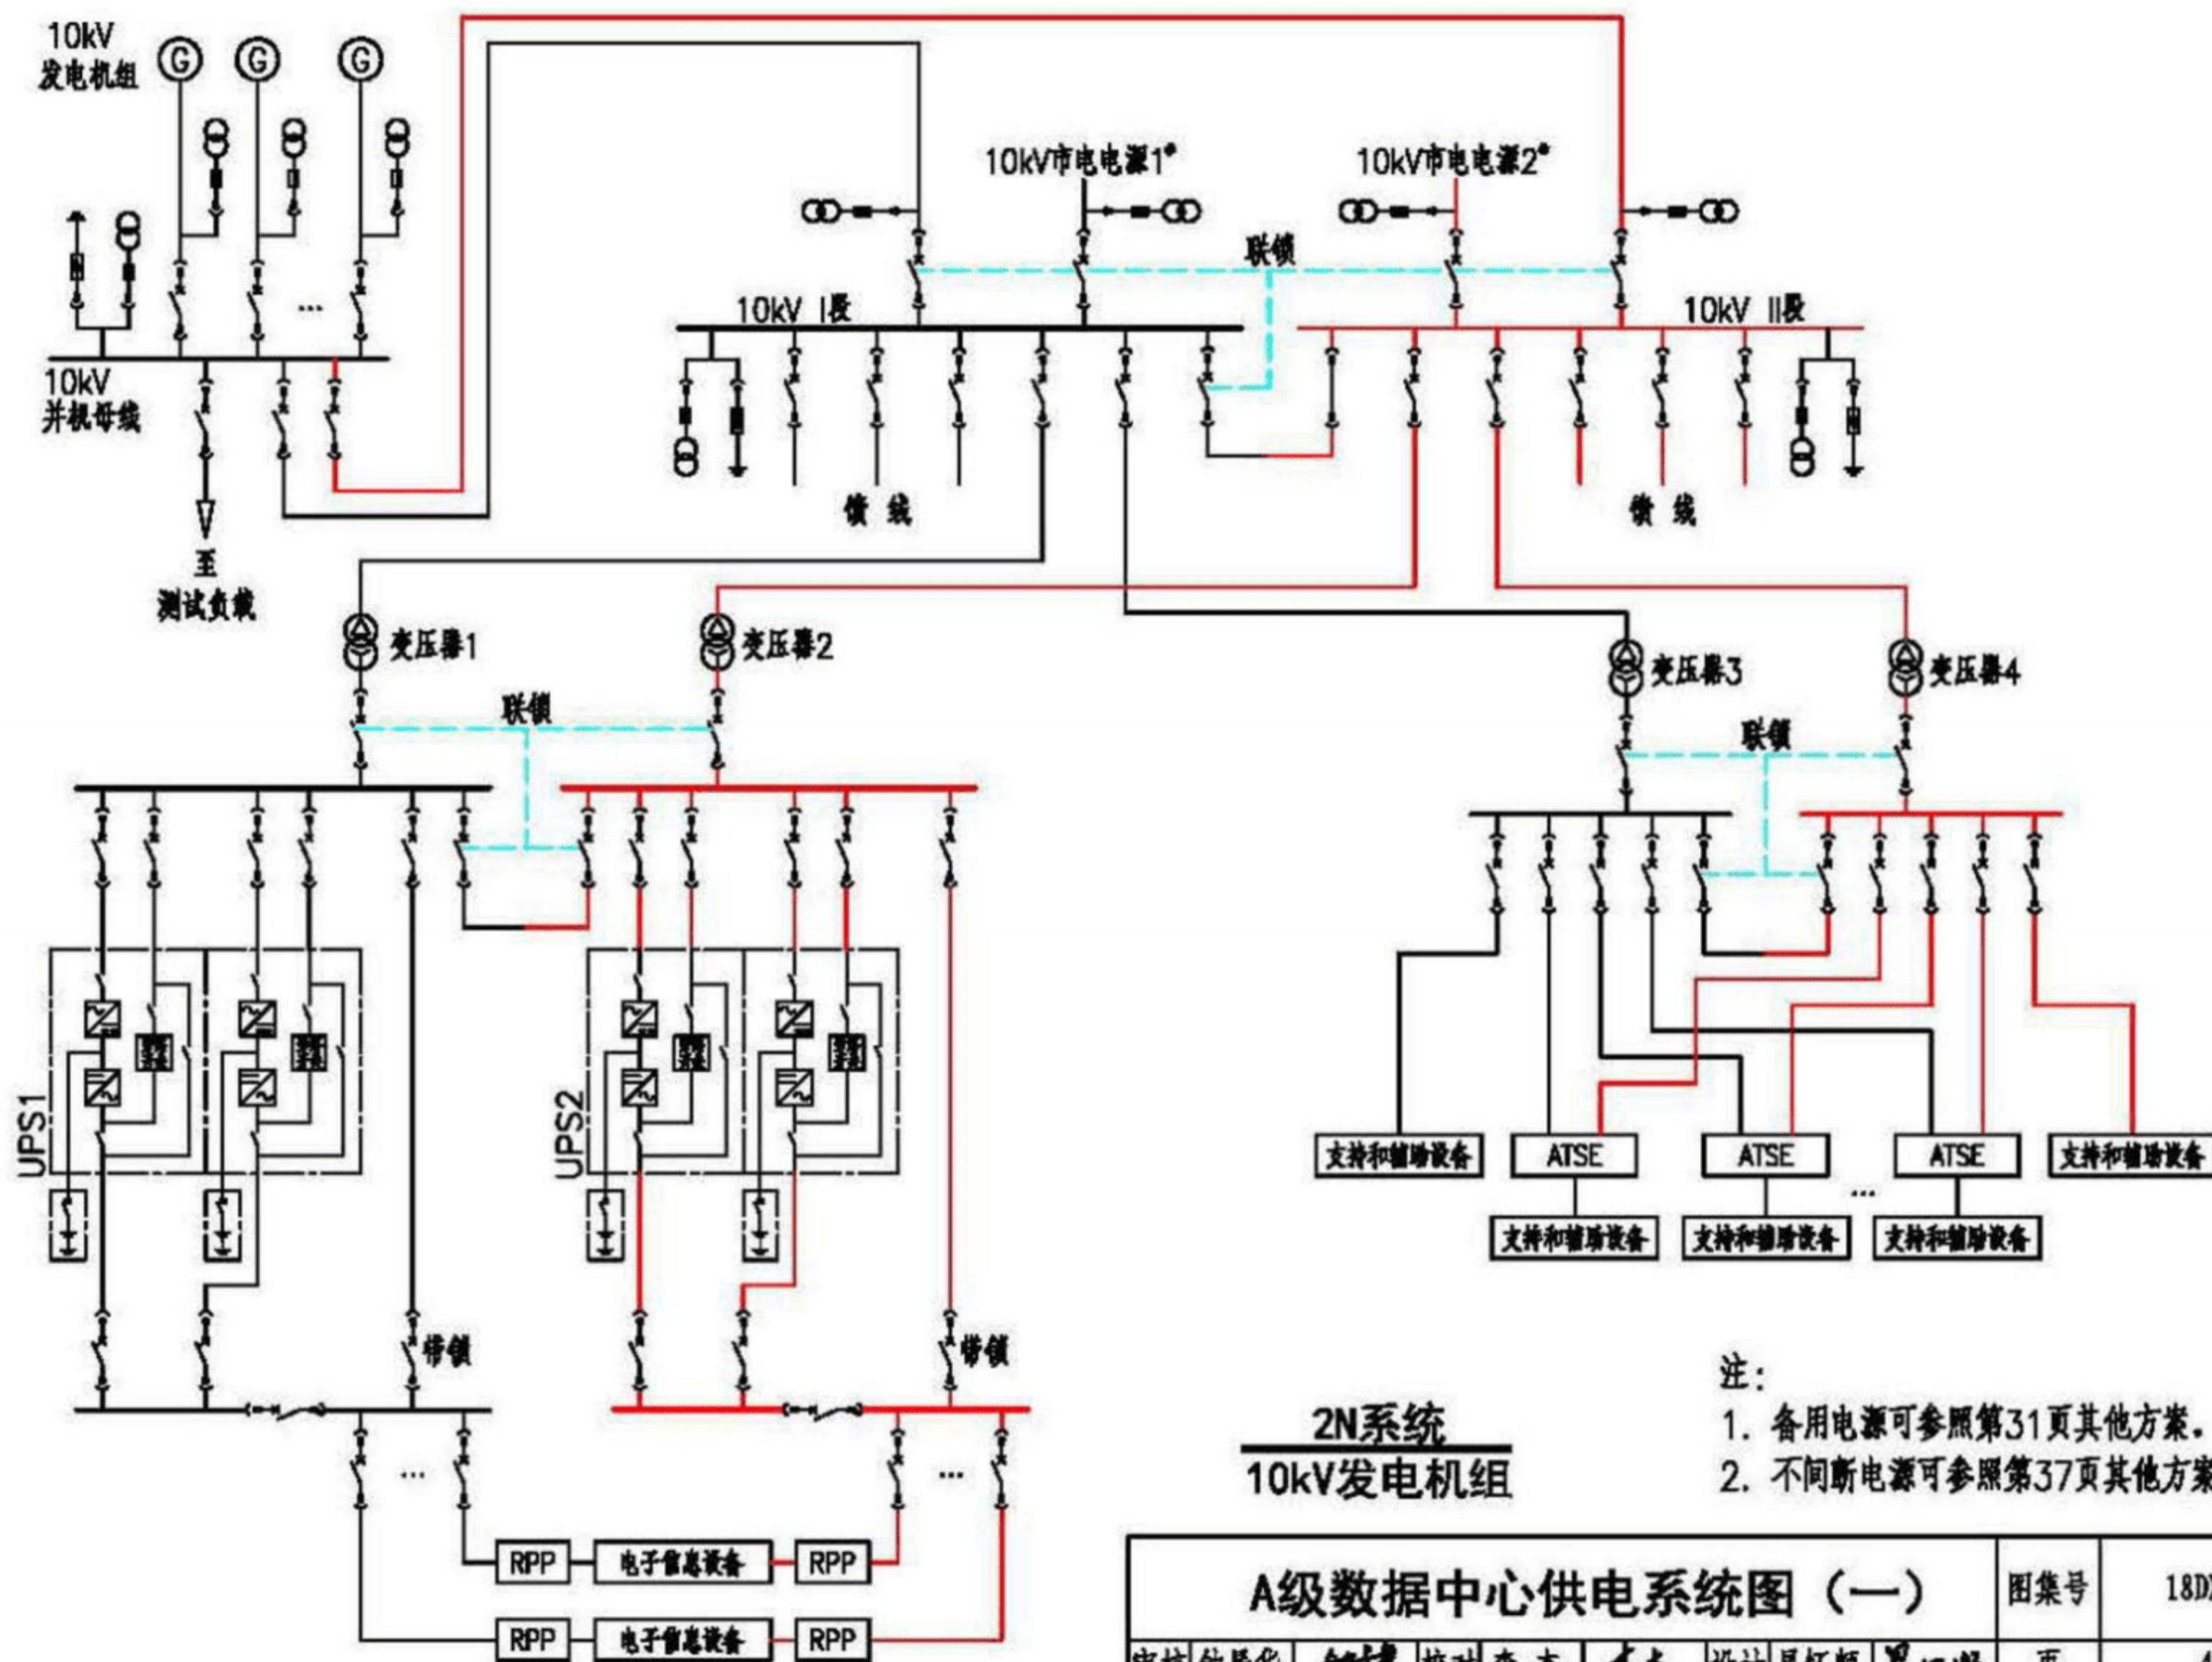 10kV
发电机组
G
G
G
10kV市电电源1*
10kV市电电源2*
联锁
10kV I段
10kV II段
...
10kV
并机母线
馈 线
馈 线
至
测试负载
变压器1
变压器2
变压器3
变压器4
联锁
联锁
UPS1
UPS2
支持和辅助设备
ATSE
ATSE
ATSE
支持和辅助设备
...
支持和辅助设备
支持和辅助设备
支持和辅助设备
带锁
带锁
2N系统
10kV发电机组
注:
1. 备用电源可参照第31页其他方案。
2. 不间断电源可参照第37页其他方案
...
...
RPP
电子信息设备
RPP
RPP
电子信息设备
RPP
A级数据中心供电系统图（一）
图集号
18D